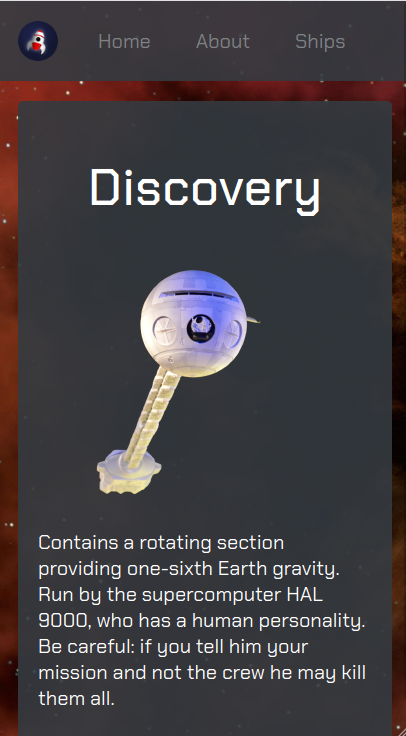 Home About Ships
Discovery
Contains a rotating section
providing one-sixth Earth gravity.
Run by the supercomputer HAL
9000, who has a human personality.
Be careful: if you tell him your
mission and not the crew he may kill
them all.